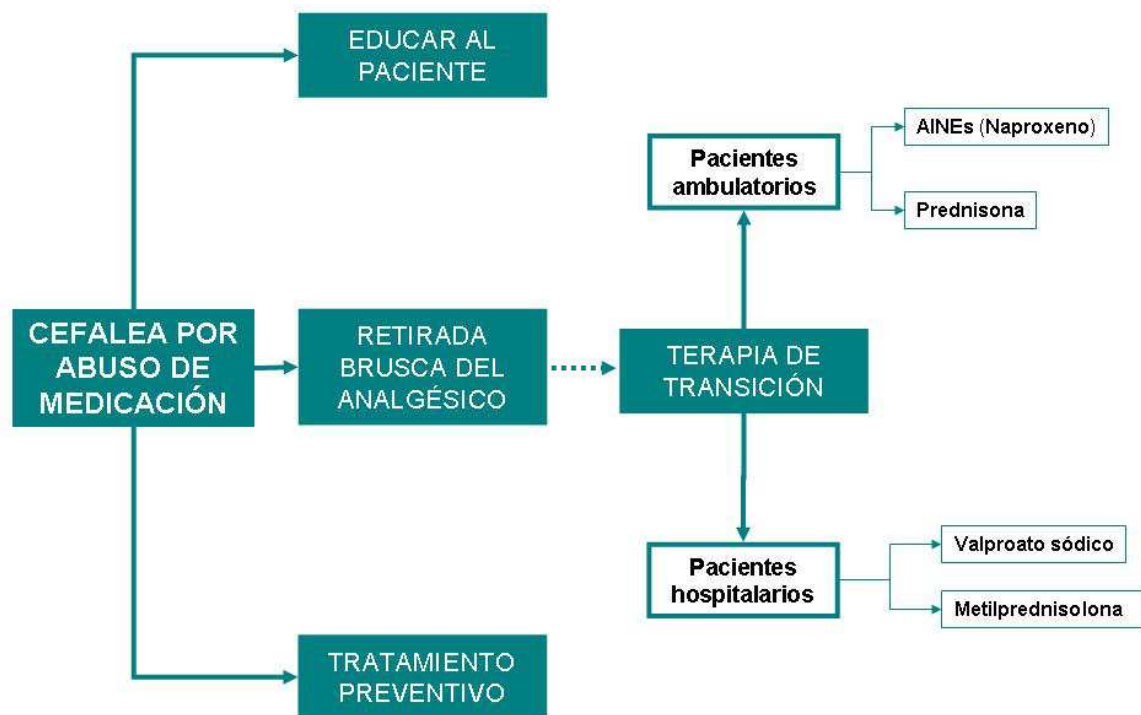 EDUCAR AL
PACIENTE
Pacientes
ambulatorios
AINEs (Naproxeno)
Prednisona
CEFALEA POR
ABUSO DE
MEDICACIÓN
RETIRADA
BRUSCA DEL
ANALGÉSICO
TERAPIA DE
TRANSICIÓN
Pacientes
hospitalarios
Valproato sódico
Metilprednisolona
TRATAMIENTO
PREVENTIVO